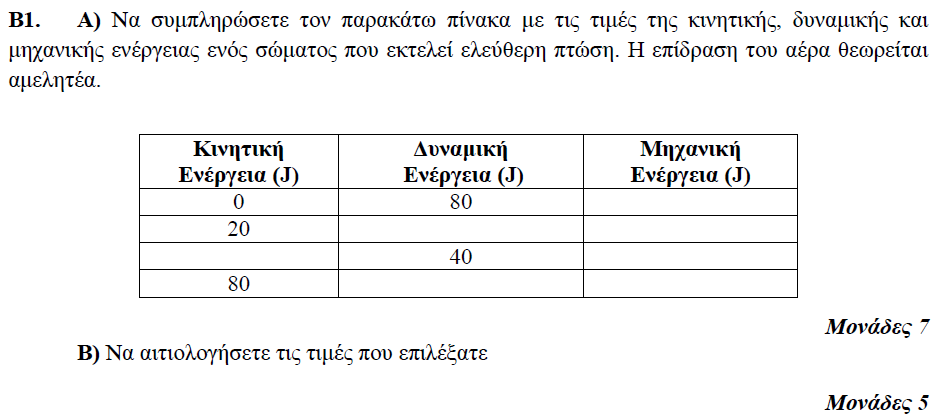 Β1. Α) Να συμπληρώσετε τον παρακάτω πίνακα με τις τιμές της κινητικής, δυναμικής και
μηχανικής ενέργειας ενός σώματος που εκτελεί ελεύθερη πτώση. Η επίδραση του αέρα θεωρείται
αμελητέα.
Κινητική Ενέργεια (J) Δυναμική Ενέργεια (J) Μηχανική Ενέργεια (J)
0 80
20
40
80
Μονάδες 7
Β) Να αιτιολογήσετε τις τιμές που επιλέξατε
Μονάδες 5